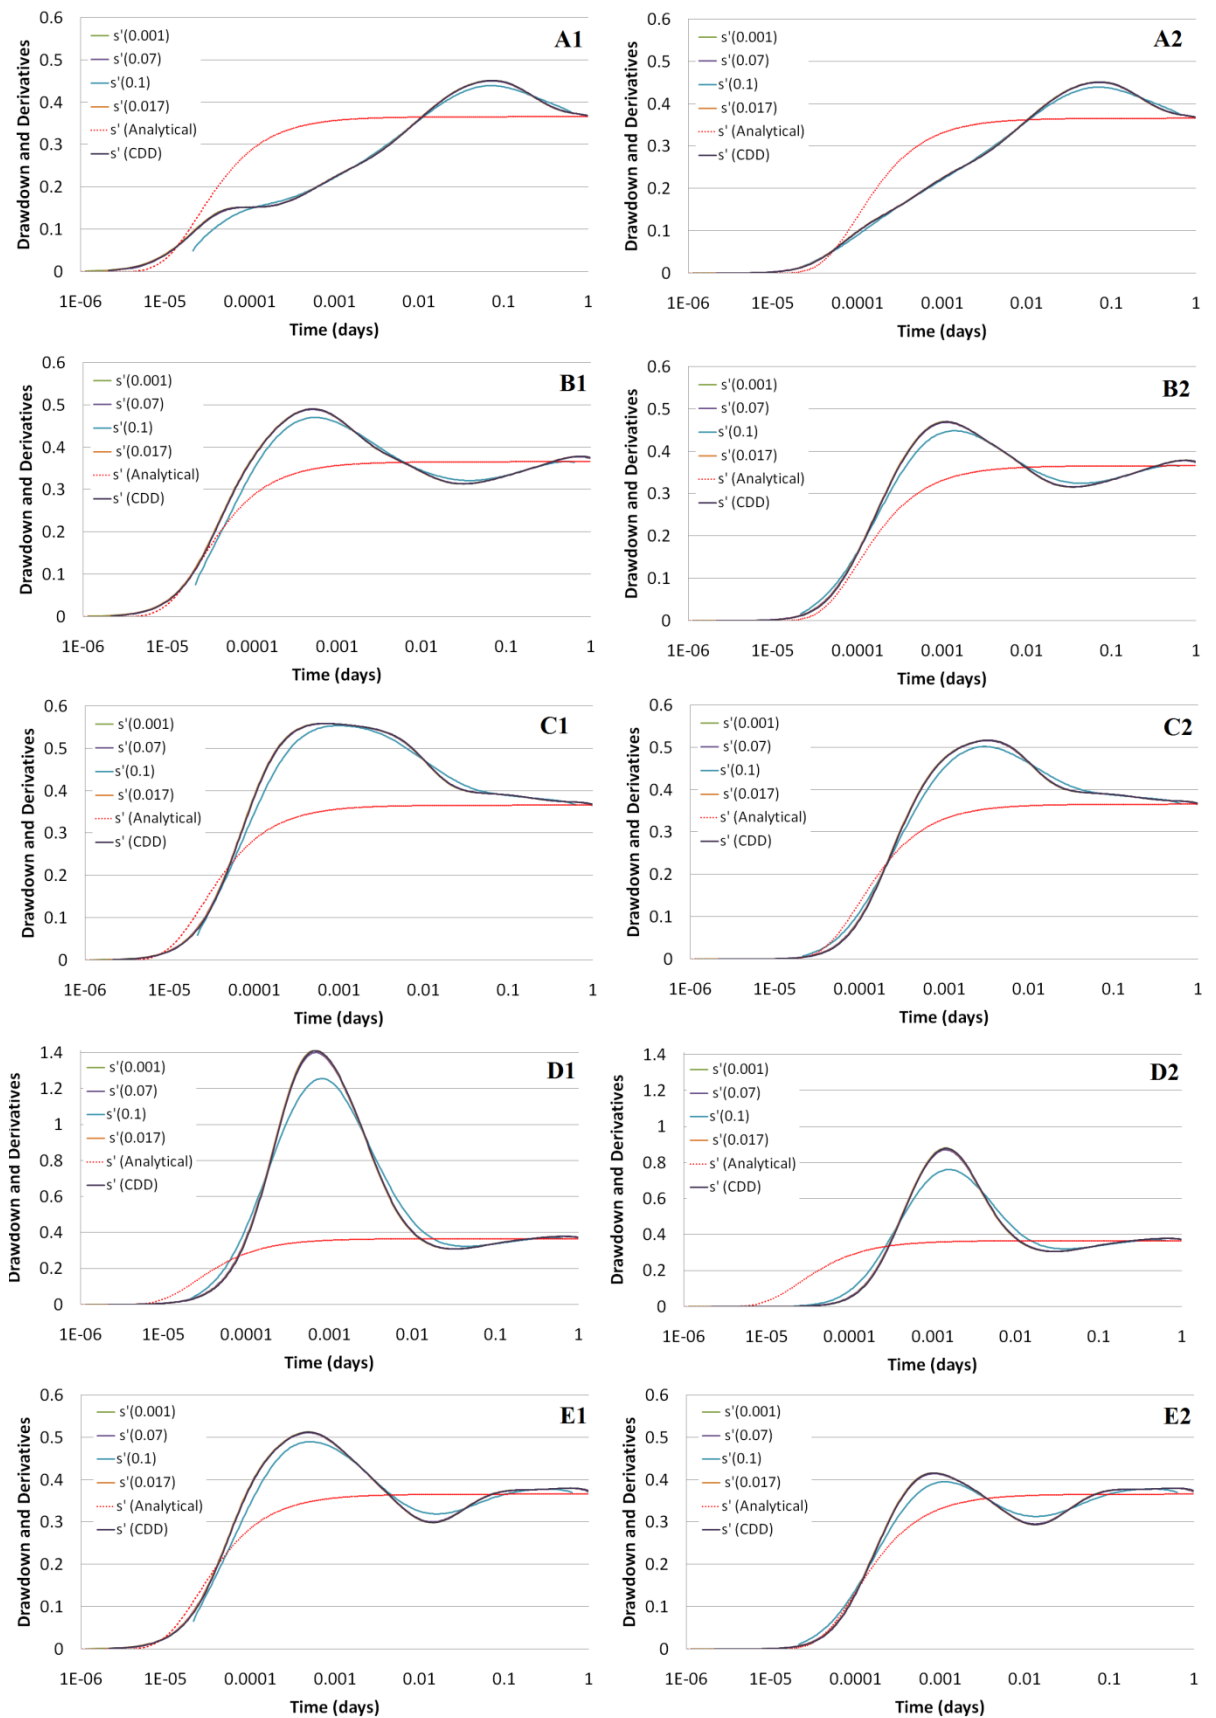 A1
0.6
0.5
0.4
0.3
0.2
0.1
0
s'(0.001)
s'(0.07)
s'(0.1)
s'(0.017)
s' (Analytical)
s' (CDD)
Drawdown and Derivatives
1E-06 1E-05 0.0001 0.001 0.01 0.1 1
Time (days)
A2
0.6
0.5
0.4
0.3
0.2
0.1
0
s'(0.001)
s'(0.07)
s'(0.1)
s'(0.017)
s' (Analytical)
s' (CDD)
Drawdown and Derivatives
1E-06 1E-05 0.0001 0.001 0.01 0.1 1
Time (days)
B1
0.6
0.5
0.4
0.3
0.2
0.1
0
s'(0.001)
s'(0.07)
s'(0.1)
s'(0.017)
s' (Analytical)
s' (CDD)
Drawdown and Derivatives
1E-06 1E-05 0.0001 0.001 0.01 0.1 1
Time (days)
B2
0.6
0.5
0.4
0.3
0.2
0.1
0
s'(0.001)
s'(0.07)
s'(0.1)
s'(0.017)
s' (Analytical)
s' (CDD)
Drawdown and Derivatives
1E-06 1E-05 0.0001 0.001 0.01 0.1 1
Time (days)
C1
0.6
0.5
0.4
0.3
0.2
0.1
0
s'(0.001)
s'(0.07)
s'(0.1)
s'(0.017)
s' (Analytical)
s' (CDD)
Drawdown and Derivatives
1E-06 1E-05 0.0001 0.001 0.01 0.1 1
Time (days)
C2
0.6
0.5
0.4
0.3
0.2
0.1
0
s'(0.001)
s'(0.07)
s'(0.1)
s'(0.017)
s' (Analytical)
s' (CDD)
Drawdown and Derivatives
1E-06 1E-05 0.0001 0.001 0.01 0.1 1
Time (days)
D1
1.4
1.2
1
0.8
0.6
0.4
0.2
0
s'(0.001)
s'(0.07)
s'(0.1)
s'(0.017)
s' (Analytical)
s' (CDD)
Drawdown and Derivatives
1E-06 1E-05 0.0001 0.001 0.01 0.1 1
Time (days)
D2
1.4
1.2
1
0.8
0.6
0.4
0.2
0
s'(0.001)
s'(0.07)
s'(0.1)
s'(0.017)
s' (Analytical)
s' (CDD)
Drawdown and Derivatives
1E-06 1E-05 0.0001 0.001 0.01 0.1 1
Time (days)
E1
0.6
0.5
0.4
0.3
0.2
0.1
0
s'(0.001)
s'(0.07)
s'(0.1)
s'(0.017)
s' (Analytical)
s' (CDD)
Drawdown and Derivatives
1E-06 1E-05 0.0001 0.001 0.01 0.1 1
Time (days)
E2
0.6
0.5
0.4
0.3
0.2
0.1
0
s'(0.001)
s'(0.07)
s'(0.1)
s'(0.017)
s' (Analytical)
s' (CDD)
Drawdown and Derivatives
1E-06 1E-05 0.0001 0.001 0.01 0.1 1
Time (days)